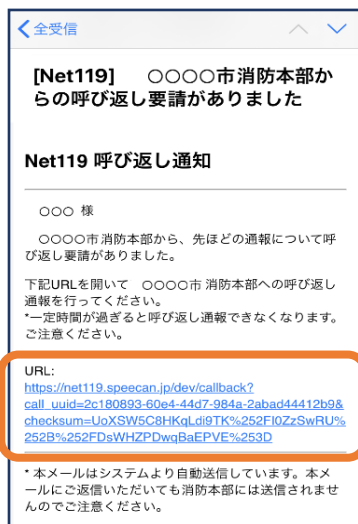 全受信
[Net119]　○○○○市消防本部か
らの呼び返し要請がありました
Net119 呼び返し通知
○○○ 様
○○○○市消防本部から、先ほどの通報について呼
び返し要請がありました。
下記URLを開いて　○○○○市 消防本部への呼び返し
通報を行ってください。
*一定時間が過ぎると呼び返し通報できなくなります。
ご注意ください。
URL:
https://net119.speecan.jp/dev/callback?
call_uuid=2c180893-60e4-44d7-984a-2abad44412b9&
checksum=UoXSW5C8HKqLdi9TK%252FI0ZzSwRU%
252B%252FDsWHZPDwqBaEPVE%253D
* 本メールはシステムより自動送信しています。本メ
ールにご返信いただいても消防本部には送信されませ
んのでご注意ください。